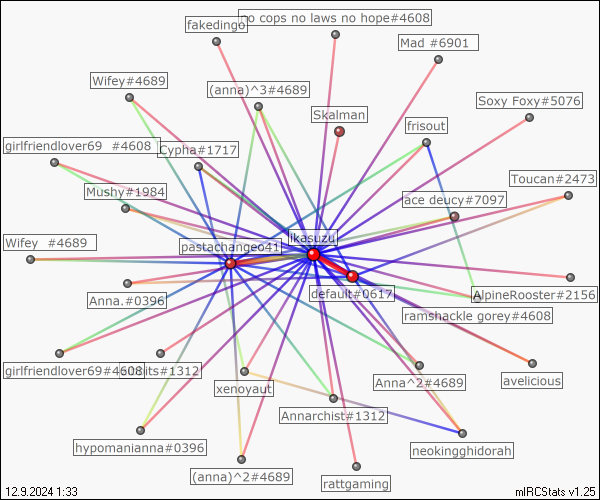 no cops no laws no hope#4608
fakedingo
Mad #6901
Wifey#4689
(anna)^3#4689
Soxy Foxy#5076
Skalman
frisout
girlfriendlover69 #4608
Cypha#1717
Toucan#2473
Mushy#1984
ace deucy#7097
Wifey #4689
pastachangeo41
ikasuzu
default#0617
AlpineRooster#2156
Anna.#0396
ramshackle gorey#4608
girlfriendlover69#4608
#1312
xenoyaut
Anna^2#4689
avelicious
Annarchist#1312
hypomanianna#0396
neokingghidorah
(anna)^2#4689
rattgaming
12.9.2024 1:33
mIRCStats v1.25